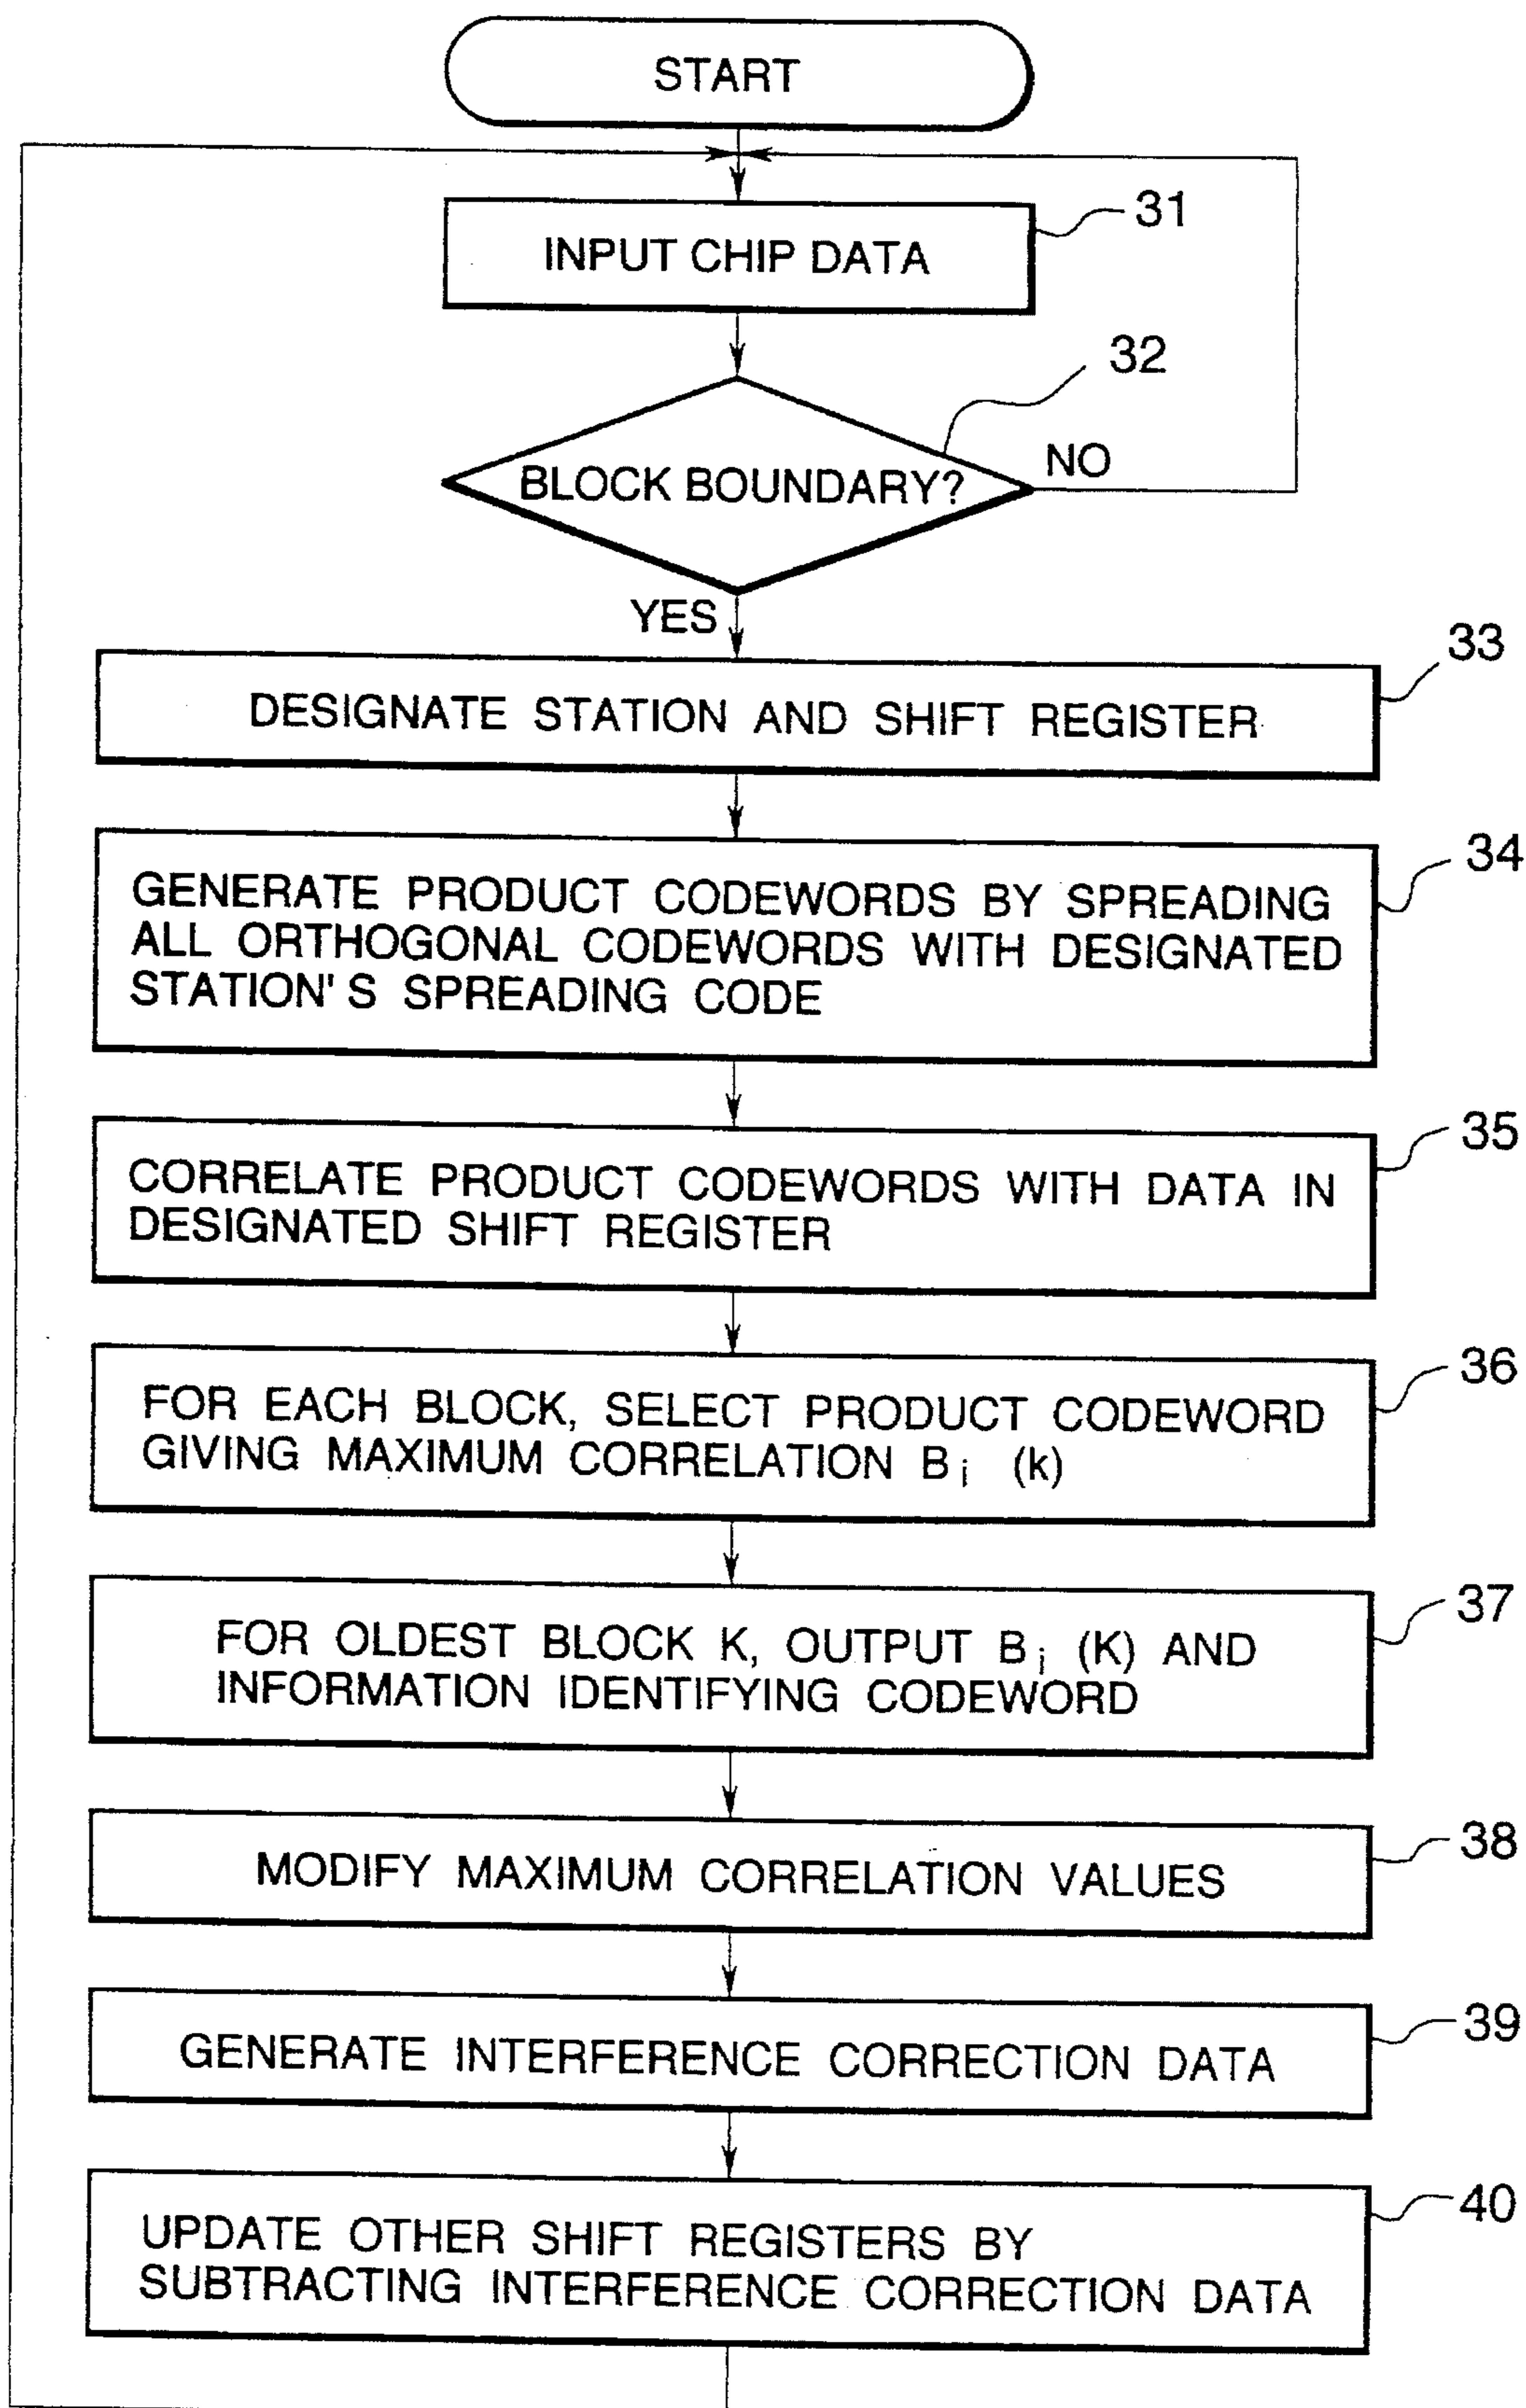 START
31
INPUT CHIP DATA
32
BLOCK BOUNDARY?
NO
YES
33
DESIGNATE STATION AND SHIFT REGISTER
34
GENERATE PRODUCT CODEWORDS BY SPREADING
ALL ORTHOGONAL CODEWORDS WITH DESIGNATED
STATION'S SPREADING CODE
35
CORRELATE PRODUCT CODEWORDS WITH DATA IN
DESIGNATED SHIFT REGISTER
36
FOR EACH BLOCK, SELECT PRODUCT CODEWORD
GIVING MAXIMUM CORRELATION B i (k)
37
FOR OLDEST BLOCK K, OUTPUT B i (K) AND
INFORMATION IDENTIFYING CODEWORD
38
MODIFY MAXIMUM CORRELATION VALUES
39
GENERATE INTERFERENCE CORRECTION DATA
40
UPDATE OTHER SHIFT REGISTERS BY
SUBTRACTING INTERFERENCE CORRECTION DATA